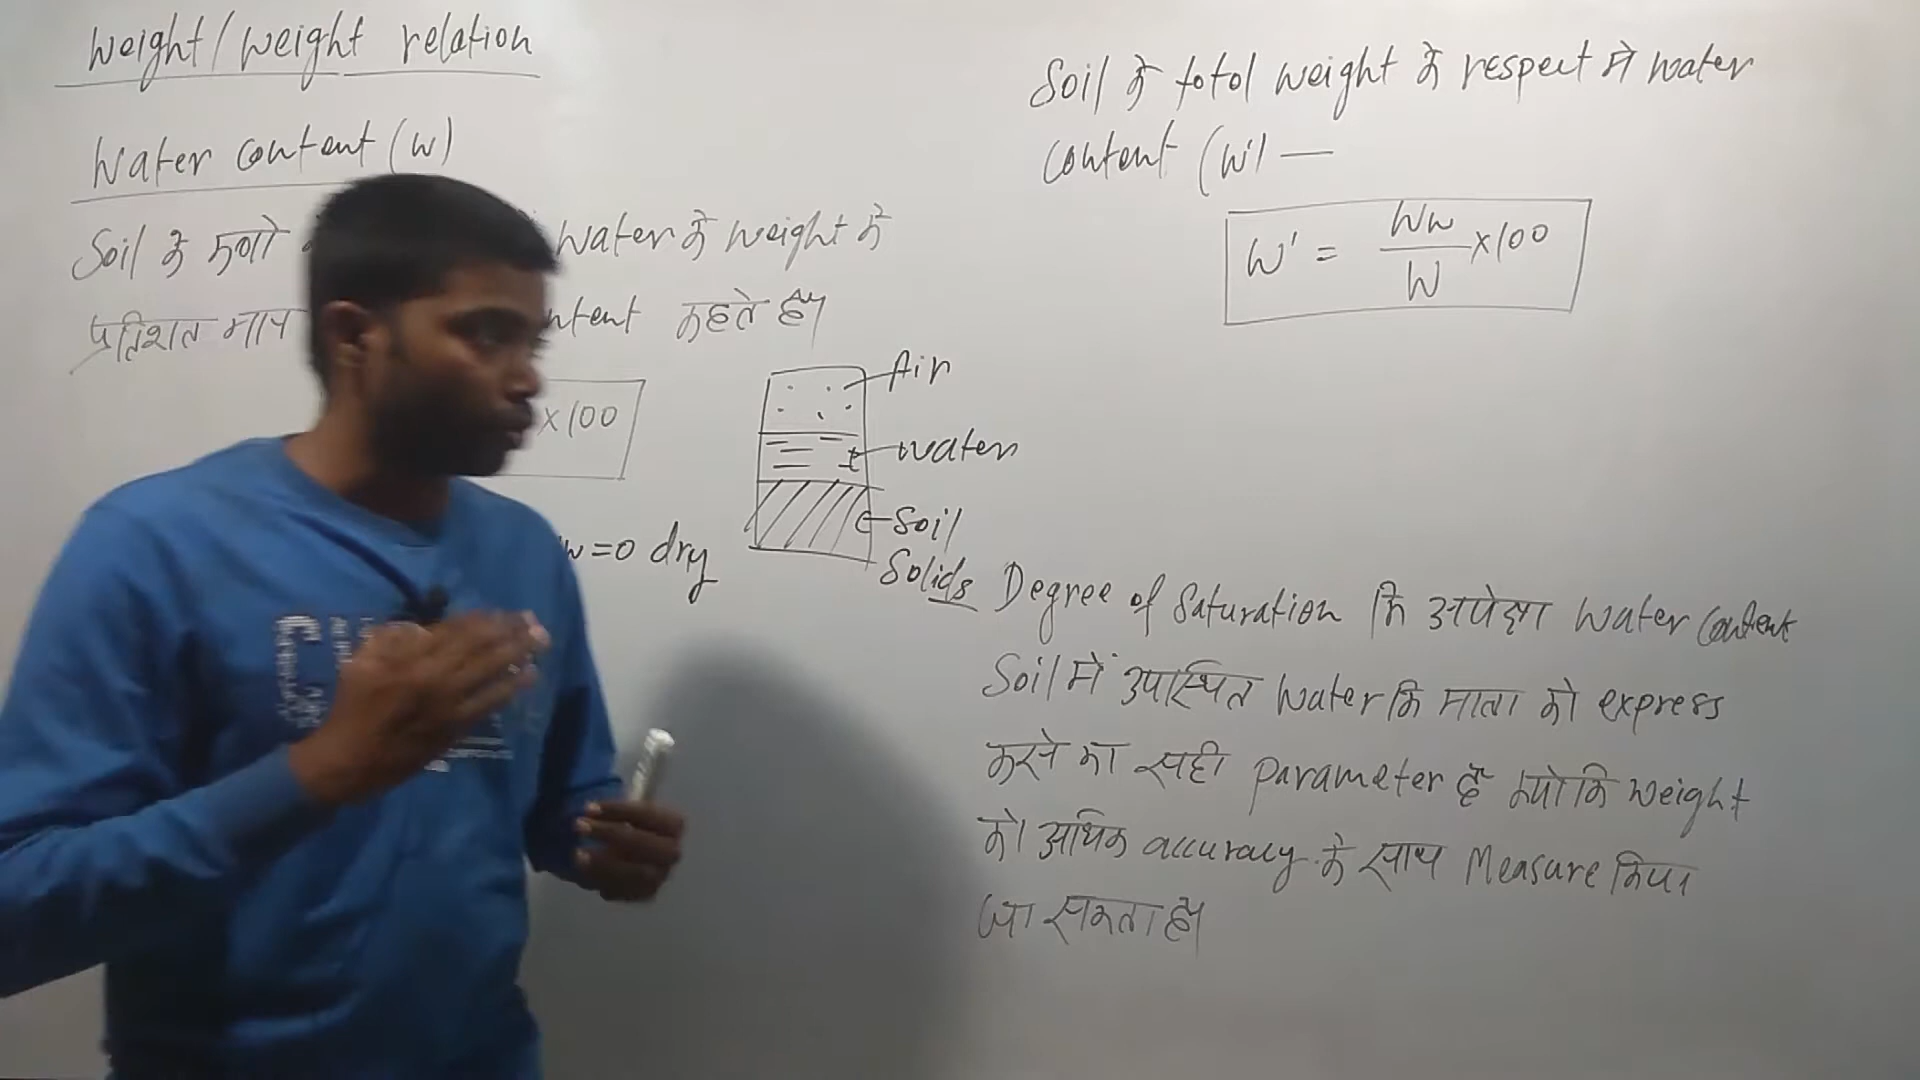 Weight/Weight relation
Water content (w)
Soil के कणो Water के weight के
प्रतिशत माप ntent कहते है।
×100
w=0 dry
Air
water
Soil
Solids
Soil के total weight के respect मे water
content (w') —
W' = Ww/W ×100
Degree of Saturation कि अपेक्षा water content
Soil में उपस्थित water कि मात्रा को express
करने का सही parameter है क्योकि weight
को अधिक accuracy के साथ Measure किया
जा सकता है।